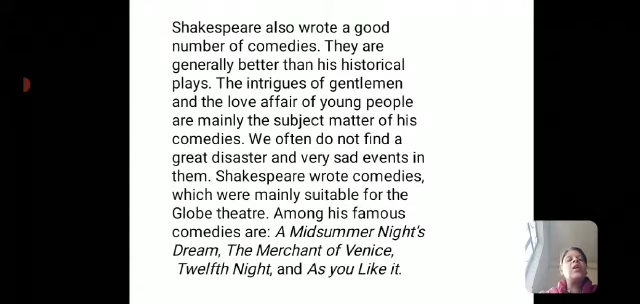 Shakespeare also wrote a good
number of comedies. They are
generally better than his historical
plays. The intrigues of gentlemen
and the love affair of young people
are mainly the subject matter of his
comedies. We often do not find a
great disaster and very sad events in
them. Shakespeare wrote comedies,
which were mainly suitable for the
Globe theatre. Among his famous
comedies are: A Midsummer Night's
Dream, The Merchant of Venice,
Twelfth Night, and As you Like it.